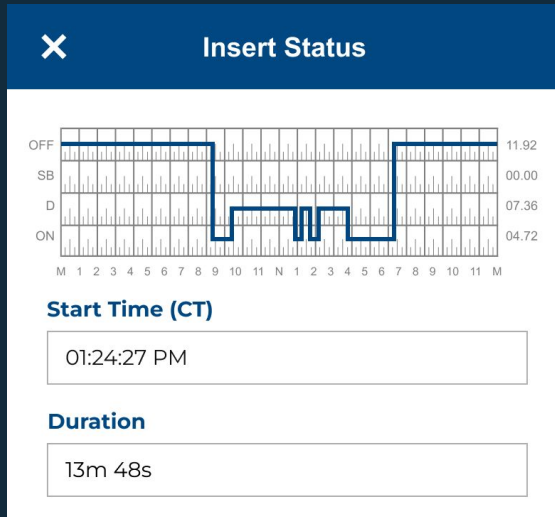 Insert Status
OFF 11.92
SB 00.00
D 07.36
ON 04.72
M 1 2 3 4 5 6 7 8 9 10 11 N 1 2 3 4 5 6 7 8 9 10 11 M
Start Time (CT)
01:24:27 PM
Duration
13m 48s